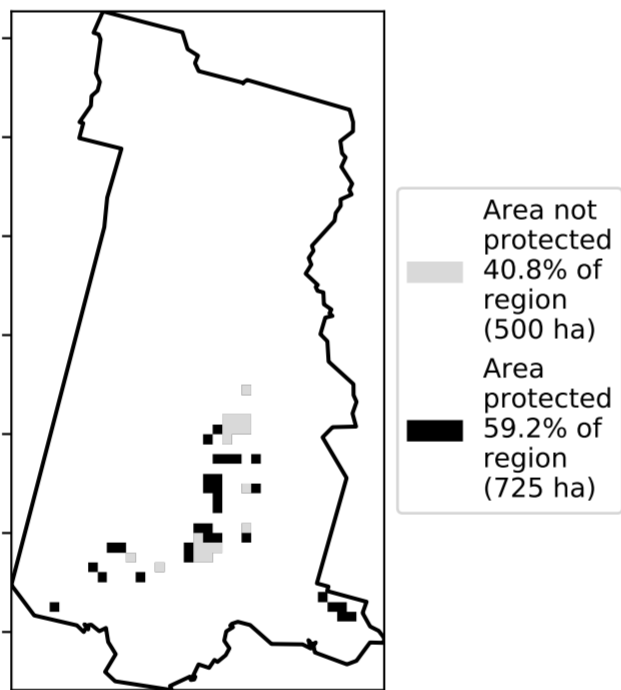 Area not
protected
40.8% of
region
(500 ha)
Area
protected
59.2% of
region
(725 ha)